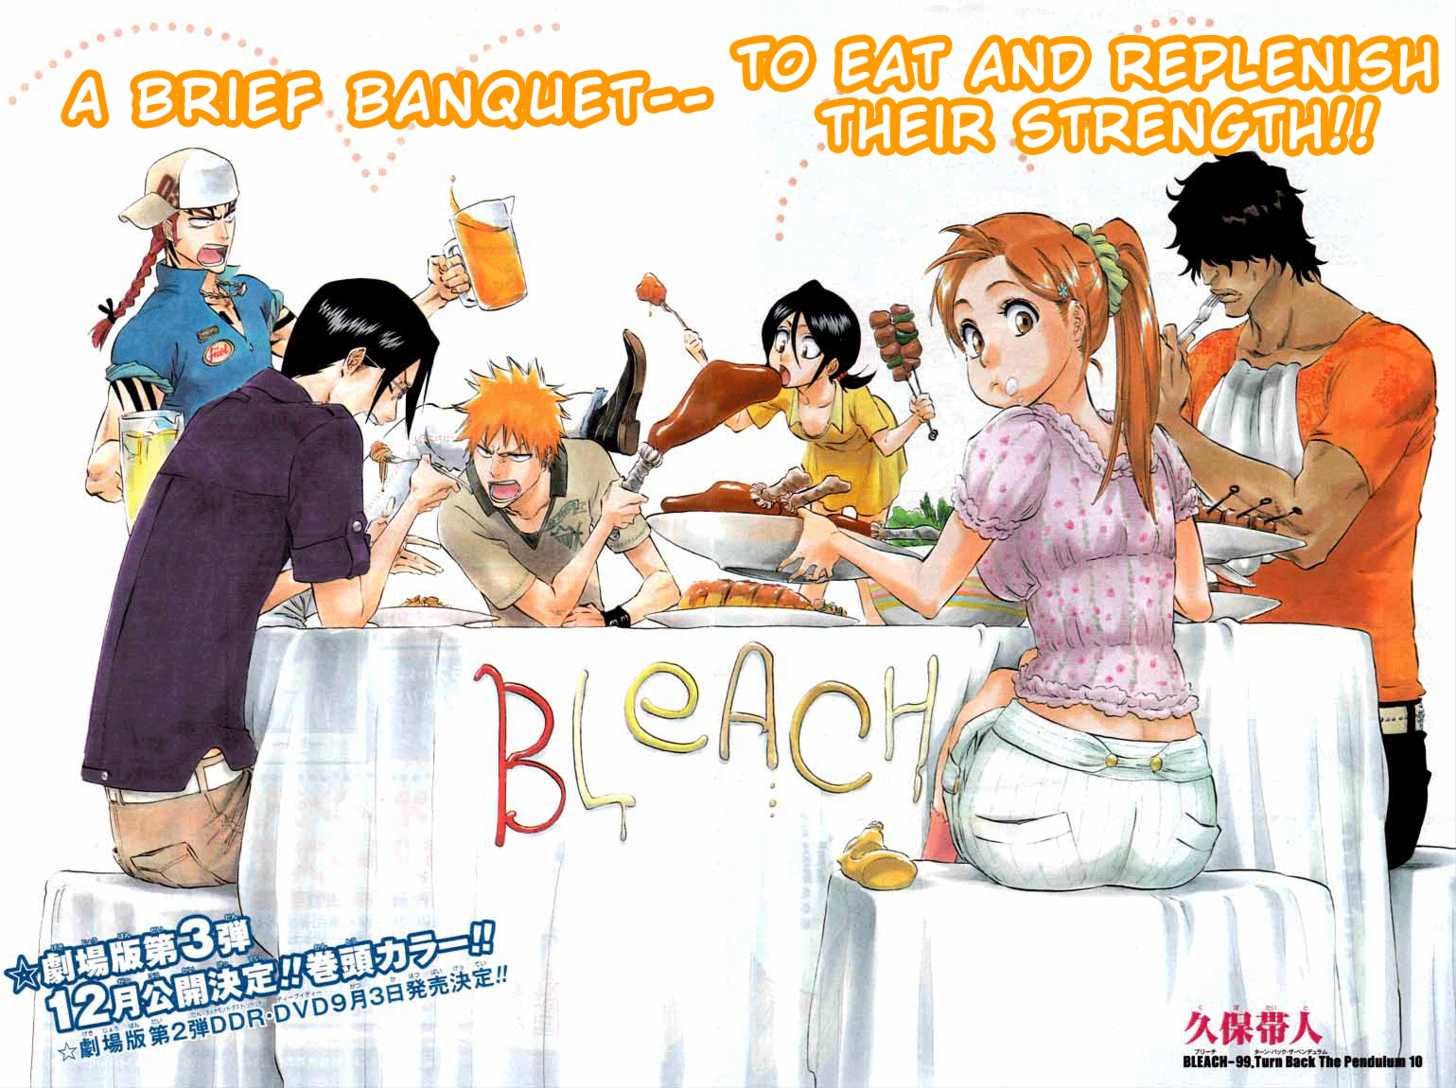 A BRIEF BANQUET--
TO EAT AND REPLENISH
THEIR STRENGTH!!
BLeACH
☆劇場版第3弾
12月公開決定!!巻頭カラー!!
☆劇場版第2弾DDR・DVD9月3日発売決定!!
久保帯人
BLEACH-99.Turn Back The Pendulum 10